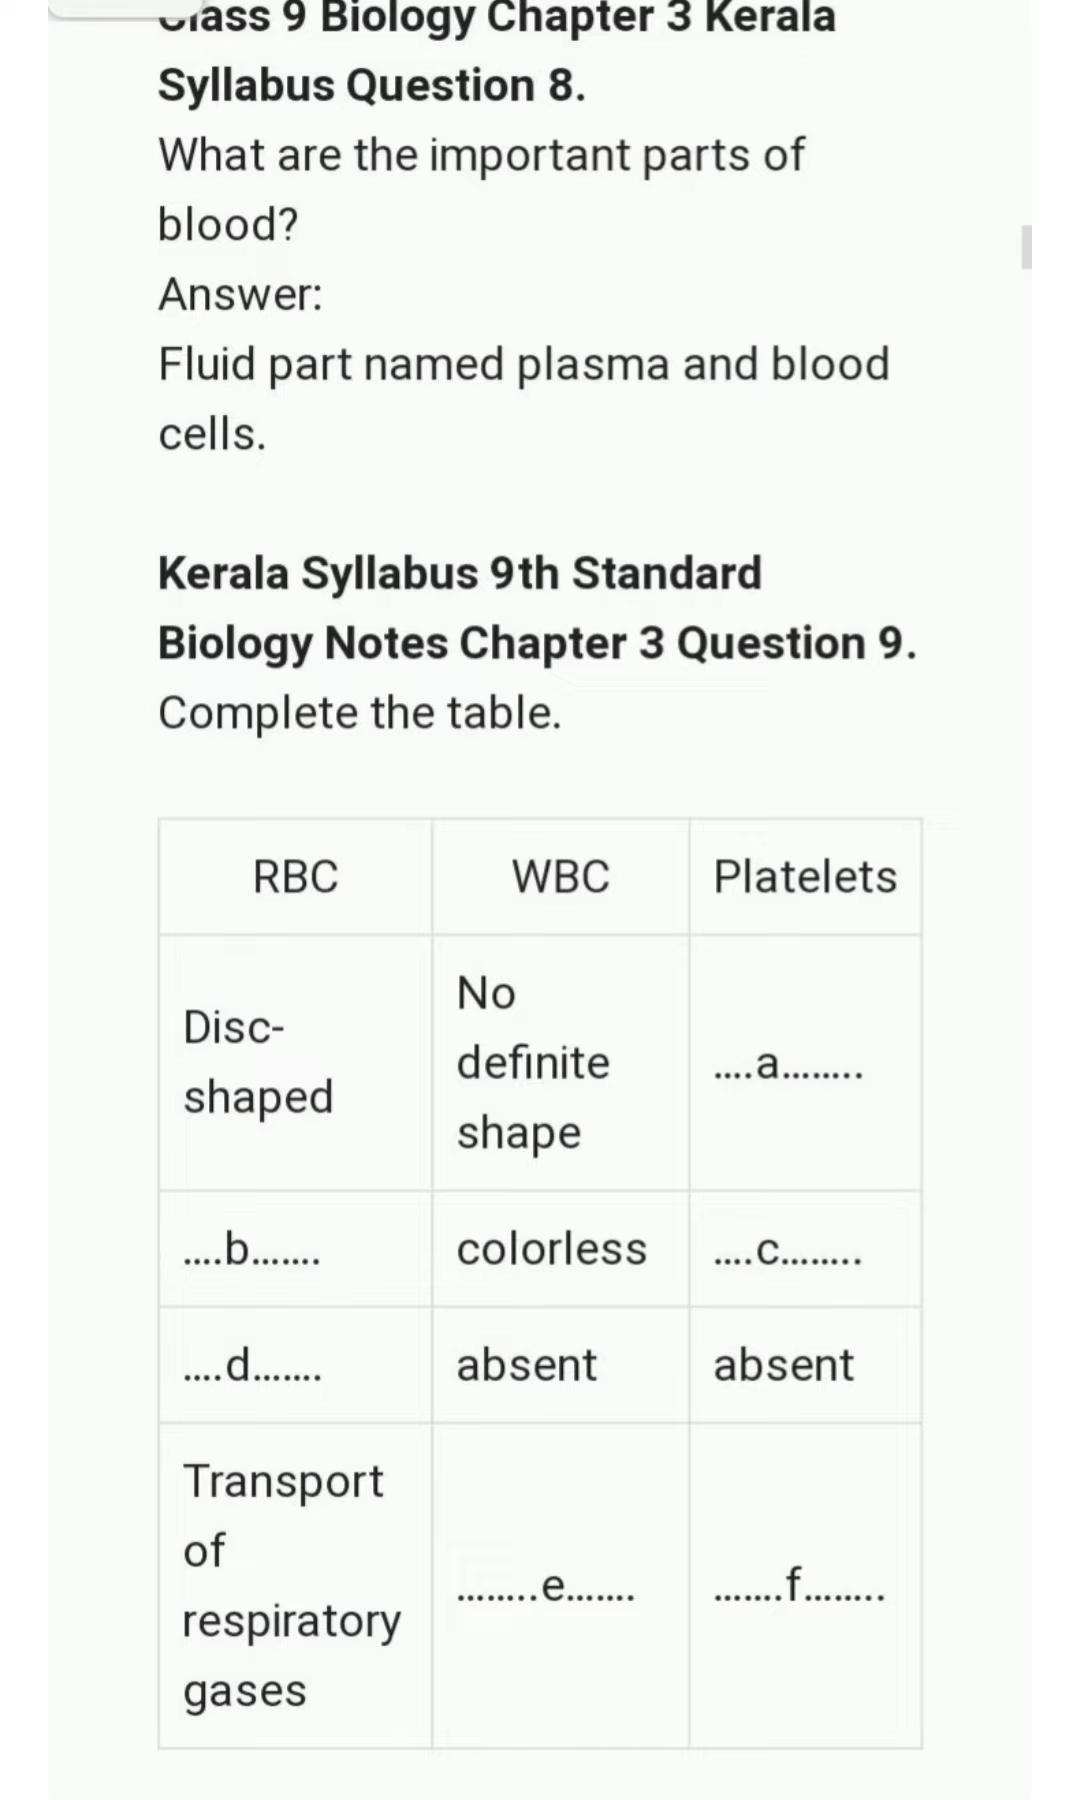 Class 9 Biology Chapter 3 Kerala
Syllabus Question 8.
What are the important parts of
blood?
Answer:
Fluid part named plasma and blood
cells.
Kerala Syllabus 9th Standard
Biology Notes Chapter 3 Question 9.
Complete the table.
RBC WBC Platelets
Disc-
shaped
No
definite
shape
....a........
....b....... colorless ....c........
....d....... absent absent
Transport
of
respiratory
gases
........e.......
.......f........